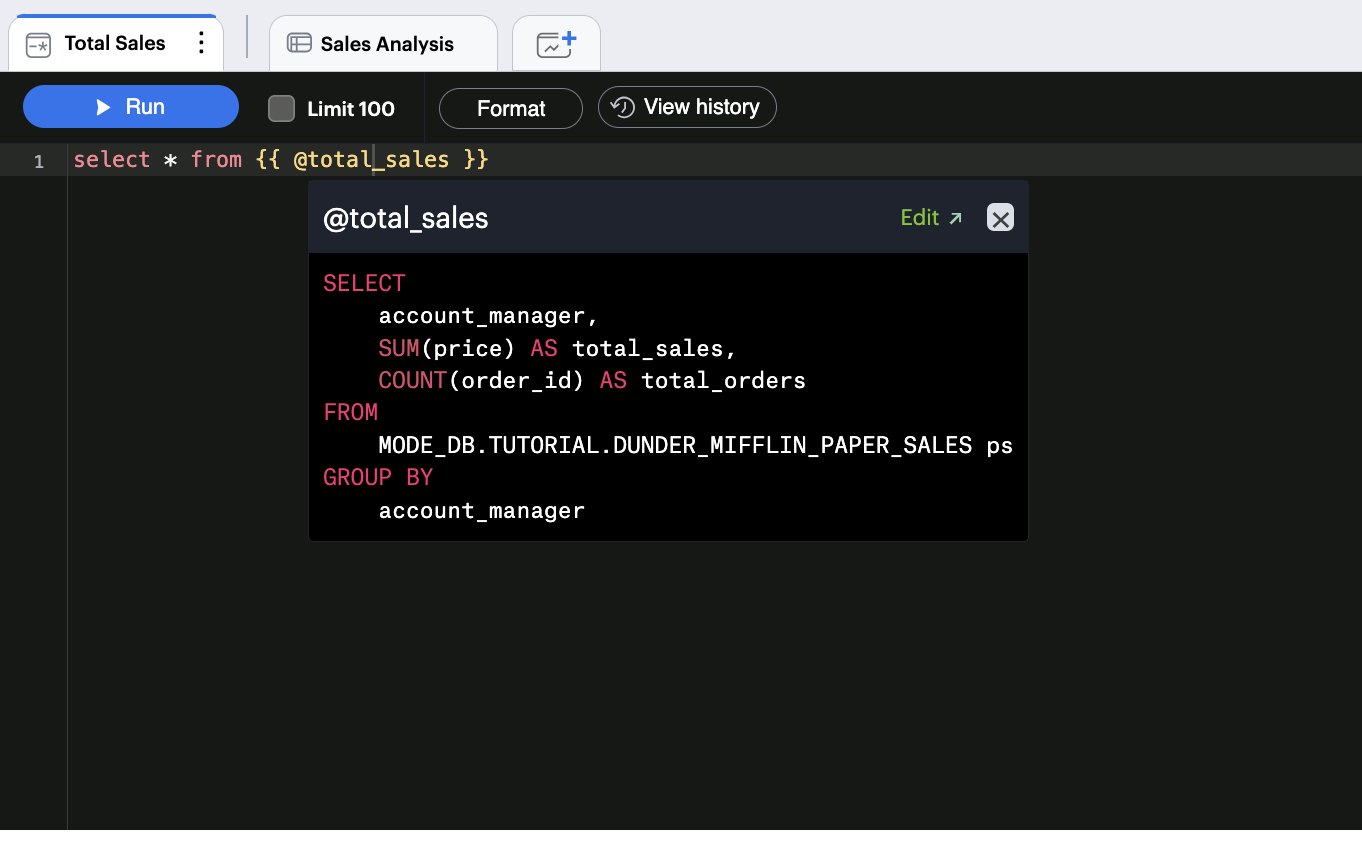 Total Sales
Sales Analysis
Run
Limit 100
Format
View history
1 select * from {{ @total_sales }}
@total_sales
Edit ↗
SELECT
    account_manager,
    SUM(price) AS total_sales,
    COUNT(order_id) AS total_orders
FROM
    MODE_DB.TUTORIAL.DUNDER_MIFFLIN_PAPER_SALES ps
GROUP BY
    account_manager